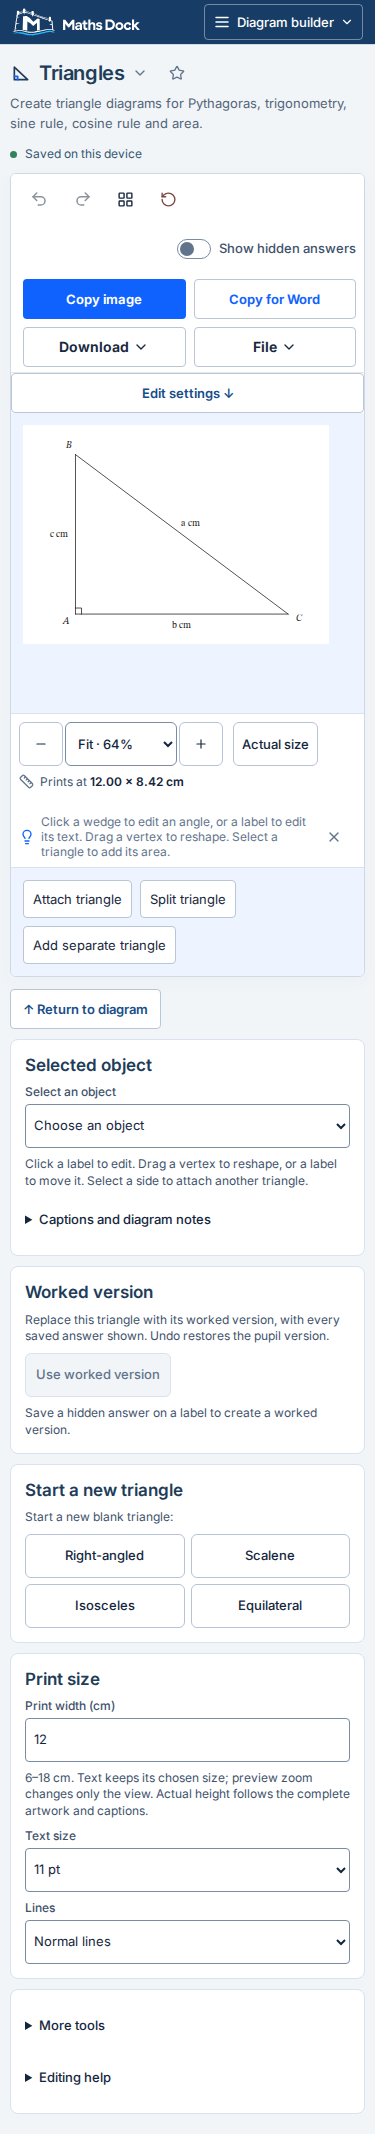 Maths Dock
Diagram builder
Triangles
Create triangle diagrams for Pythagoras, trigonometry,
sine rule, cosine rule and area.
Saved on this device
Show hidden answers
Copy image
Copy for Word
Download
File
Edit settings ↓
B
a cm
c cm
A
C
b cm
−
Fit · 64%
+
Actual size
Prints at 12.00 × 8.42 cm
Click a wedge to edit an angle, or a label to edit
its text. Drag a vertex to reshape. Select a
triangle to add its area.
Attach triangle
Split triangle
Add separate triangle
↑ Return to diagram
Selected object
Select an object
Choose an object
Click a label to edit. Drag a vertex to reshape, or a label
to move it. Select a side to attach another triangle.
Captions and diagram notes
Worked version
Replace this triangle with its worked version, with every
saved answer shown. Undo restores the pupil version.
Use worked version
Save a hidden answer on a label to create a worked
version.
Start a new triangle
Start a new blank triangle:
Right-angled
Scalene
Isosceles
Equilateral
Print size
Print width (cm)
12
6–18 cm. Text keeps its chosen size; preview zoom
changes only the view. Actual height follows the complete
artwork and captions.
Text size
11 pt
Lines
Normal lines
More tools
Editing help